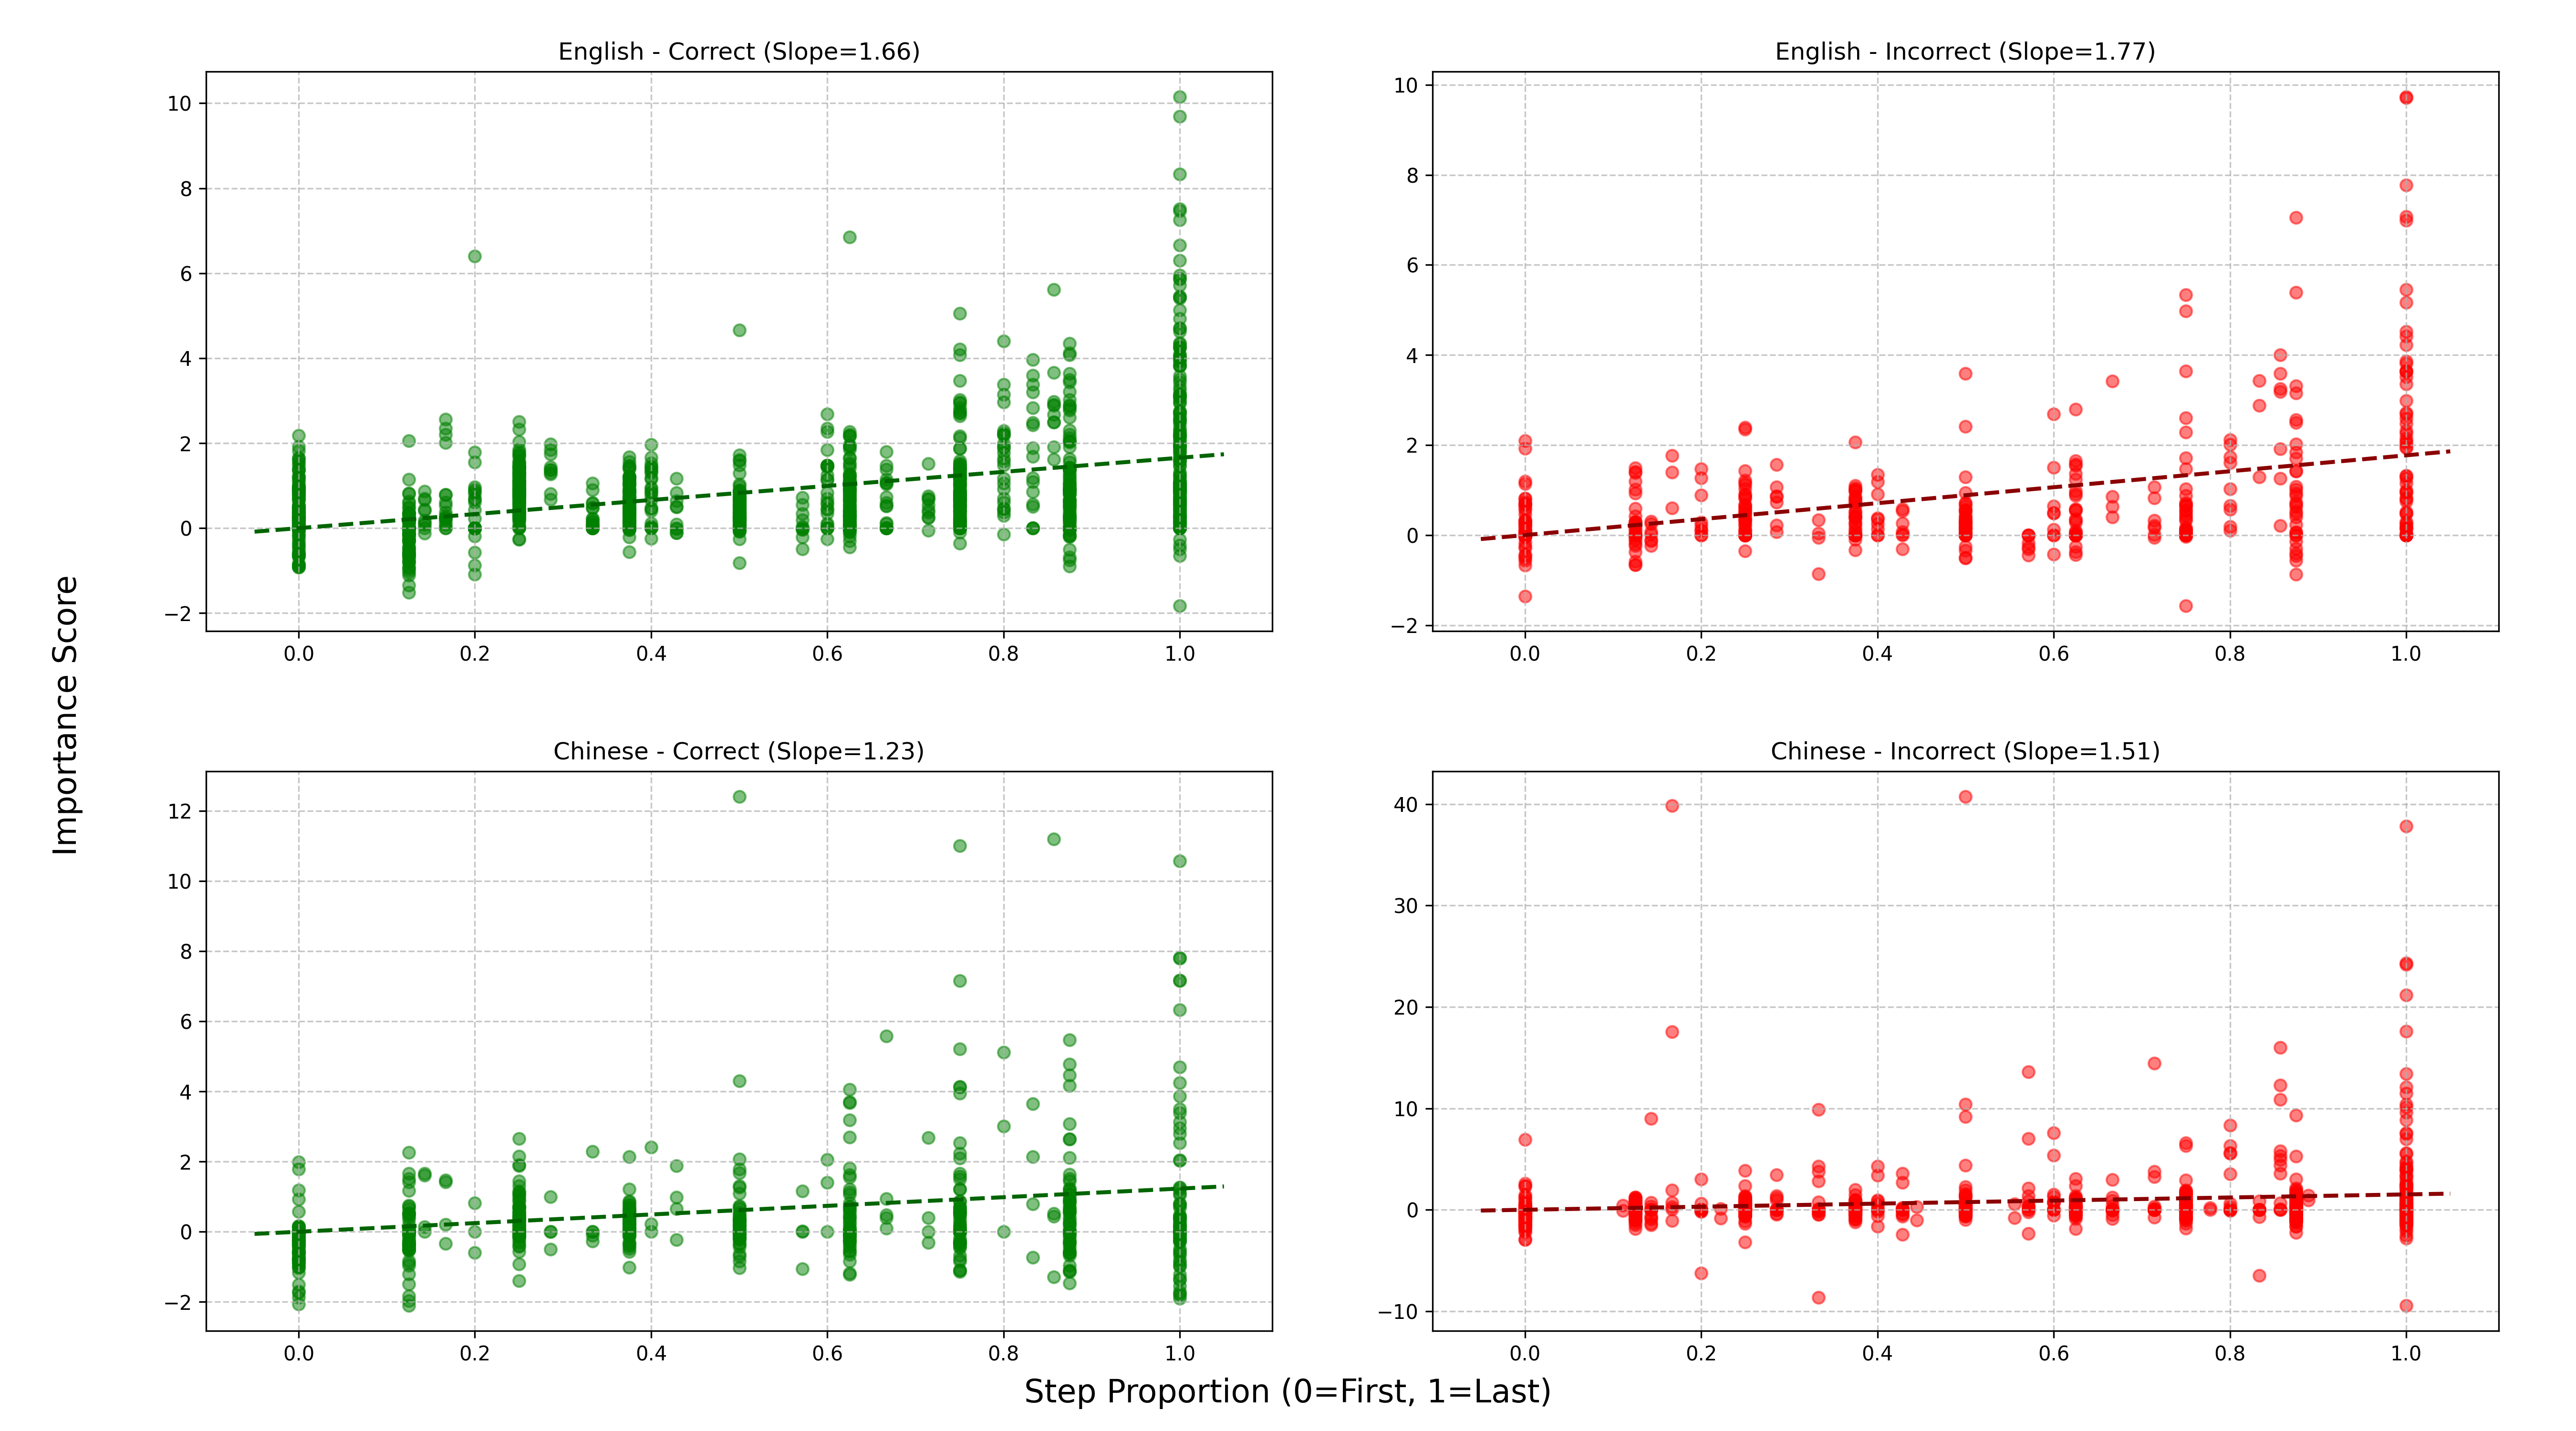 English - Correct (Slope=1.66)
10
8
6
4
2
0
−2
0.0 0.2 0.4 0.6 0.8 1.0
English - Incorrect (Slope=1.77)
10
8
6
4
2
0
−2
0.0 0.2 0.4 0.6 0.8 1.0
Importance Score
Chinese - Correct (Slope=1.23)
12
10
8
6
4
2
0
−2
0.0 0.2 0.4 0.6 0.8 1.0
Chinese - Incorrect (Slope=1.51)
40
30
20
10
0
−10
0.0 0.2 0.4 0.6 0.8 1.0
Step Proportion (0=First, 1=Last)